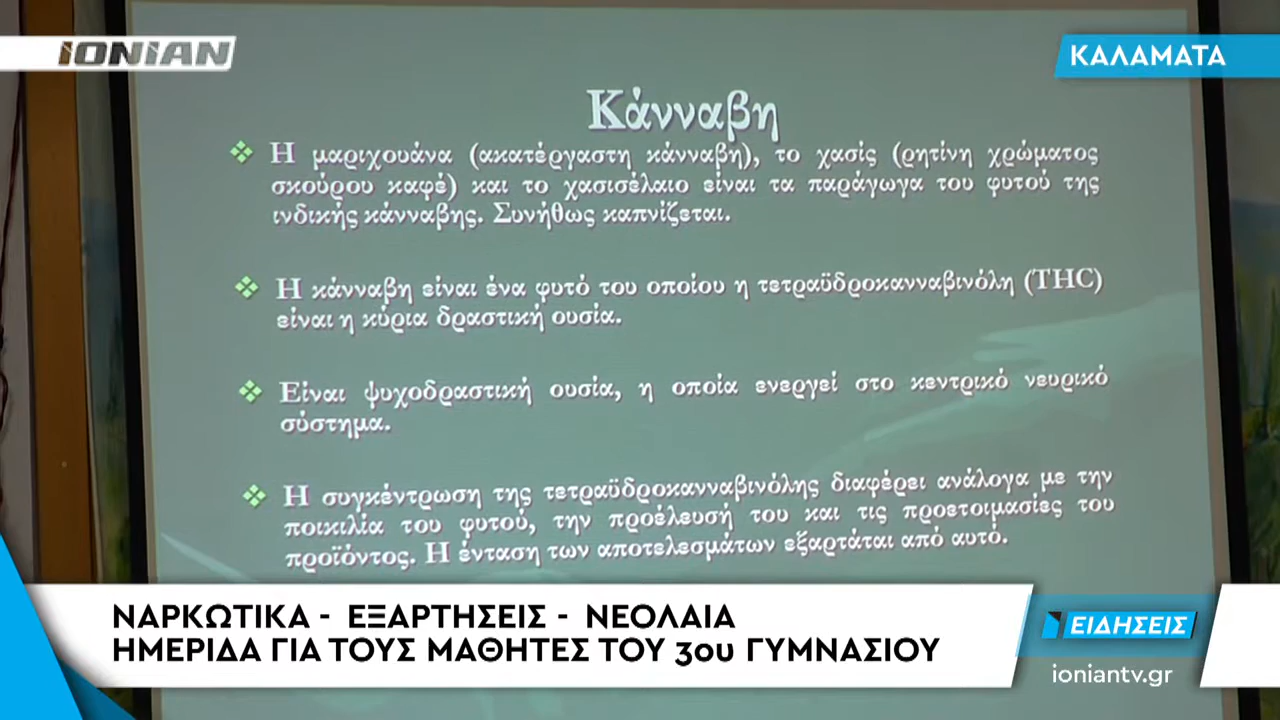 IONIAN
ΚΑΛΑΜΑΤΑ
Κάνναβη
Η μαριχουάνα (ακατέργαστη κάνναβη), το χασίς (ρητίνη χρώματος
σκούρου καφέ) και το χασισέλαιο είναι τα παράγωγα του φυτού της
ινδικής κάνναβης. Συνήθως καπνίζεται.
Η κάνναβη είναι ένα φυτό του οποίου η τετραϋδροκανναβινόλη (THC)
είναι η κύρια δραστική ουσία.
Είναι ψυχοδραστική ουσία, η οποία ενεργεί στο κεντρικό νευρικό
σύστημα.
Η συγκέντρωση της τετραϋδροκανναβινόλης διαφέρει ανάλογα με την
ποικιλία του φυτού, την προέλευσή του και τις προετοιμασίες του
προϊόντος. Η ένταση των αποτελεσμάτων εξαρτάται από αυτό.
ΝΑΡΚΩΤΙΚΑ - ΕΞΑΡΤΗΣΕΙΣ - ΝΕΟΛΑΙΑ
ΗΜΕΡΙΔΑ ΓΙΑ ΤΟΥΣ ΜΑΘΗΤΕΣ ΤΟΥ 3ου ΓΥΜΝΑΣΙΟΥ
ΕΙΔΗΣΕΙΣ
ioniantv.gr